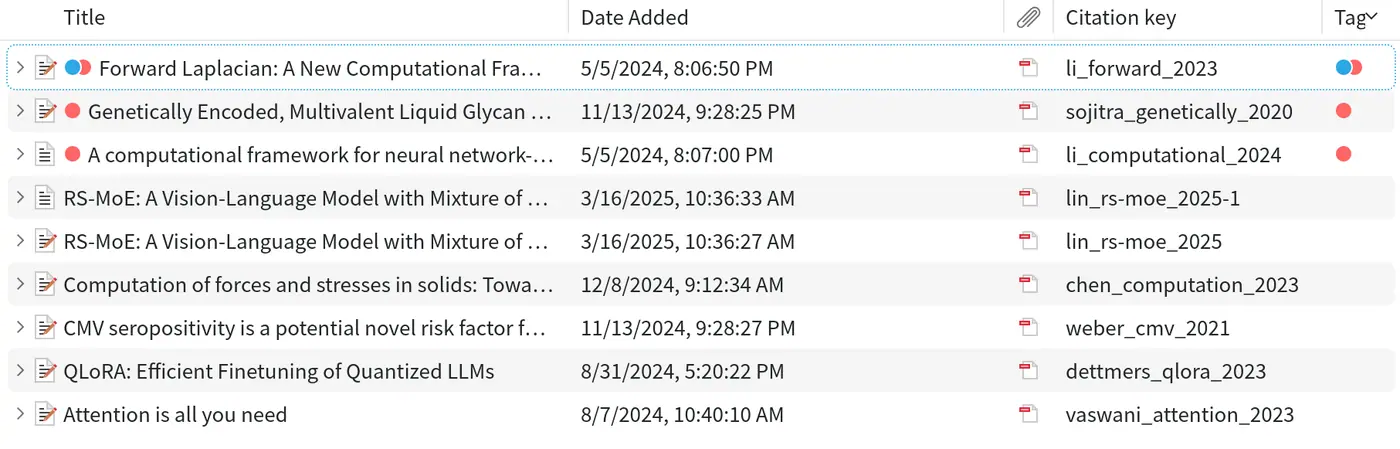 Title Date Added Citation key Tag
Forward Laplacian: A New Computational Fra… 5/5/2024, 8:06:50 PM li_forward_2023
Genetically Encoded, Multivalent Liquid Glycan … 11/13/2024, 9:28:25 PM sojitra_genetically_2020
A computational framework for neural network-… 5/5/2024, 8:07:00 PM li_computational_2024
RS-MoE: A Vision-Language Model with Mixture of … 3/16/2025, 10:36:33 AM lin_rs-moe_2025-1
RS-MoE: A Vision-Language Model with Mixture of … 3/16/2025, 10:36:27 AM lin_rs-moe_2025
Computation of forces and stresses in solids: Towa… 12/8/2024, 9:12:34 AM chen_computation_2023
CMV seropositivity is a potential novel risk factor f… 11/13/2024, 9:28:27 PM weber_cmv_2021
QLoRA: Efficient Finetuning of Quantized LLMs 8/31/2024, 5:20:22 PM dettmers_qlora_2023
Attention is all you need 8/7/2024, 10:40:10 AM vaswani_attention_2023